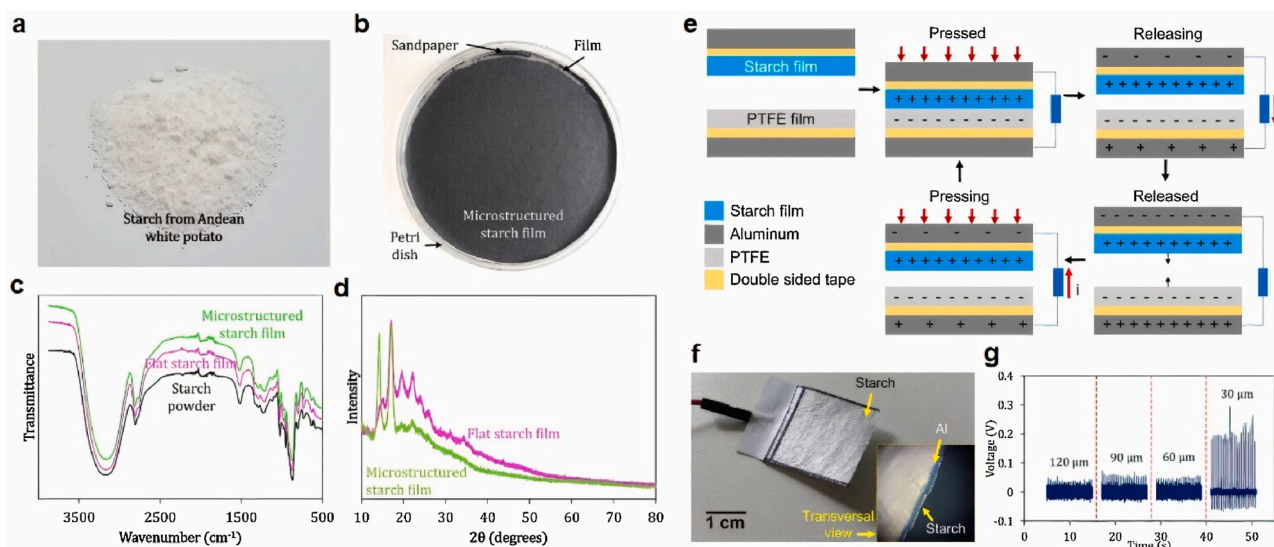 a
Starch from Andean
white potato
b
Sandpaper
Film
Microstructured
starch film
Petri
dish
c
Transmittance
Microstructured
starch film
Flat starch film
Starch
powder
3500
2500
1500
500
Wavenumber (cm⁻¹)
d
Intensity
Flat starch film
Microstructured
starch film
10
20
30
40
50
60
70
80
2θ (degrees)
e
Starch film
PTFE film
Pressed
+ + + + + + + + +
- - - - - - - - -
Releasing
- - - - -
+ + + + + + + + +
- - - - - - - - -
+ + + + +
Pressing
- - - - -
+ + + + + + + + +
- - - - - - - - -
+ + + + +
i
Released
- - - - - - - - -
+ + + + + + + + +
- - - - - - - - -
+ + + + + + + + +
Starch film
Aluminum
PTFE
Double sided tape
f
Starch
Al
Transversal
view
Starch
1 cm
g
Voltage (V)
0.4
0.3
0.2
0.1
0
-0.1
120 µm
90 µm
60 µm
30 µm
0
10
20
30
40
50
Time (s)